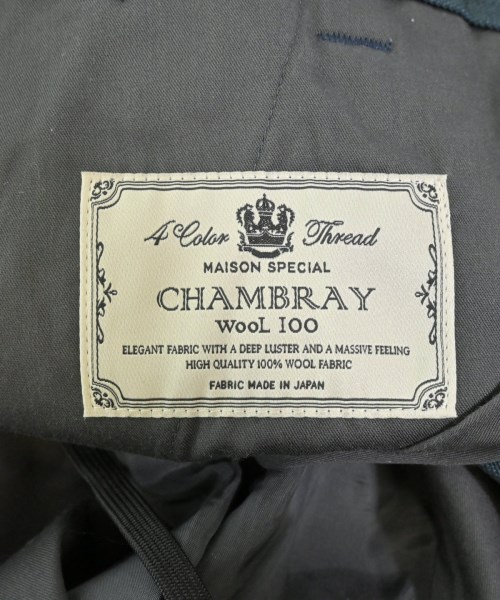 4 Color Thread
MAISON SPECIAL
CHAMBRAY
WOOL 100
ELEGANT FABRIC WITH A DEEP LUSTER AND A MASSIVE FEELING
HIGH QUALITY 100% WOOL FABRIC
FABRIC MADE IN JAPAN